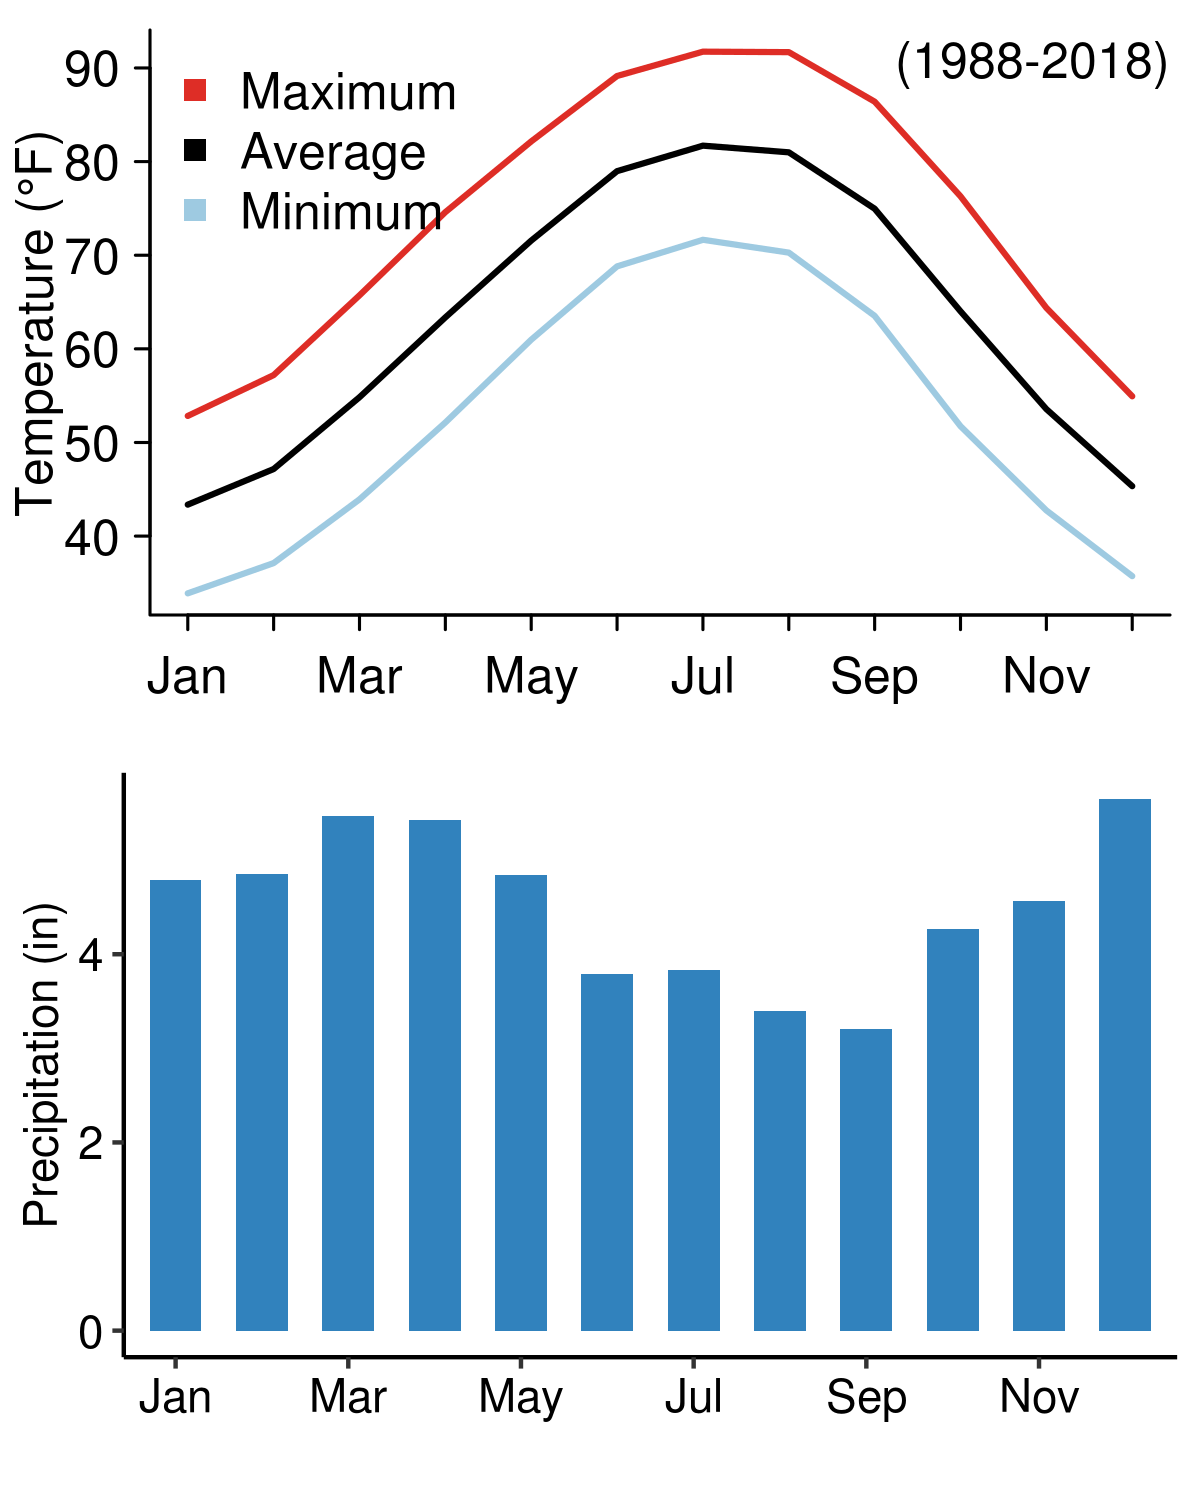 (1988-2018)
Maximum
Average
Minimum
Temperature (°F)
90
80
70
60
50
40
Jan Mar May Jul Sep Nov
Precipitation (in)
4
2
0
Jan Mar May Jul Sep Nov